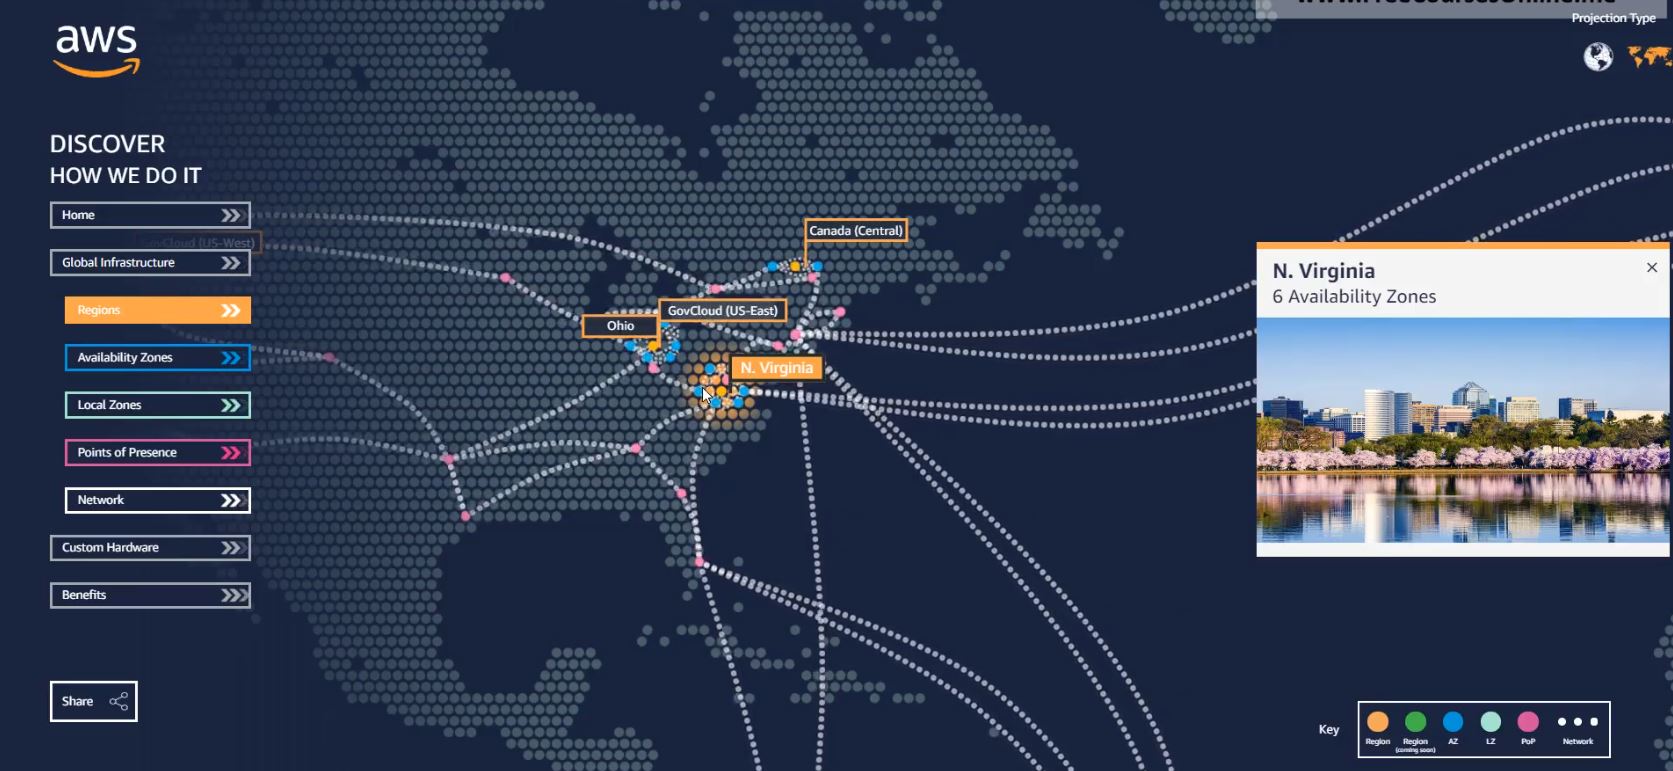 Projection Type
aws
DISCOVER
HOW WE DO IT
Home
GovCloud (US-West)
Global Infrastructure
Regions
Availability Zones
Local Zones
Points of Presence
Network
Custom Hardware
Benefits
Share
Canada (Central)
GovCloud (US-East)
Ohio
N. Virginia
N. Virginia
6 Availability Zones
Key
Region
Region
(coming soon)
AZ
LZ
PoP
Network